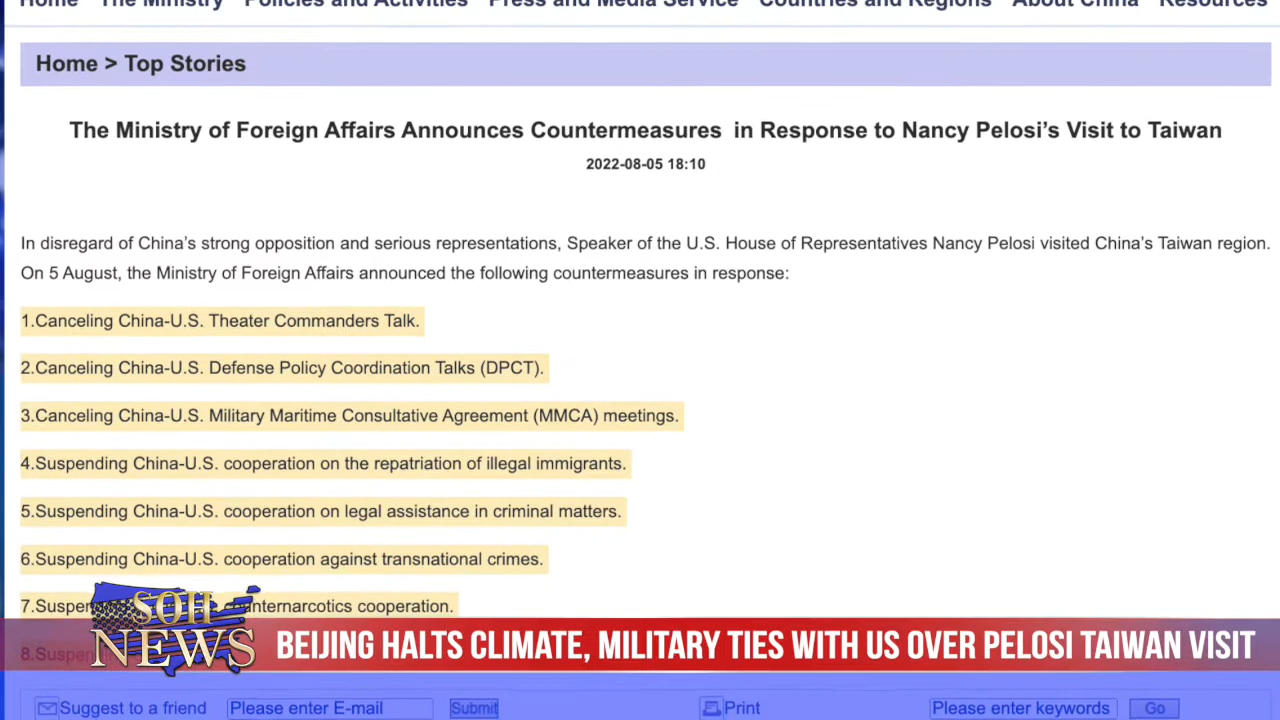 Home The Ministry Policies and Activities Press and Media Service Countries and Regions About China Resources
Home > Top Stories
The Ministry of Foreign Affairs Announces Countermeasures in Response to Nancy Pelosi's Visit to Taiwan
2022-08-05 18:10
In disregard of China's strong opposition and serious representations, Speaker of the U.S. House of Representatives Nancy Pelosi visited China's Taiwan region.
On 5 August, the Ministry of Foreign Affairs announced the following countermeasures in response:
1.Canceling China-U.S. Theater Commanders Talk.
2.Canceling China-U.S. Defense Policy Coordination Talks (DPCT).
3.Canceling China-U.S. Military Maritime Consultative Agreement (MMCA) meetings.
4.Suspending China-U.S. cooperation on the repatriation of illegal immigrants.
5.Suspending China-U.S. cooperation on legal assistance in criminal matters.
6.Suspending China-U.S. cooperation against transnational crimes.
7.Suspen counternarcotics cooperation.
8.Suspen
SOH
NEWS
BEIJING HALTS CLIMATE, MILITARY TIES WITH US OVER PELOSI TAIWAN VISIT
Suggest to a friend Please enter E-mail Submit Print Please enter keywords Go